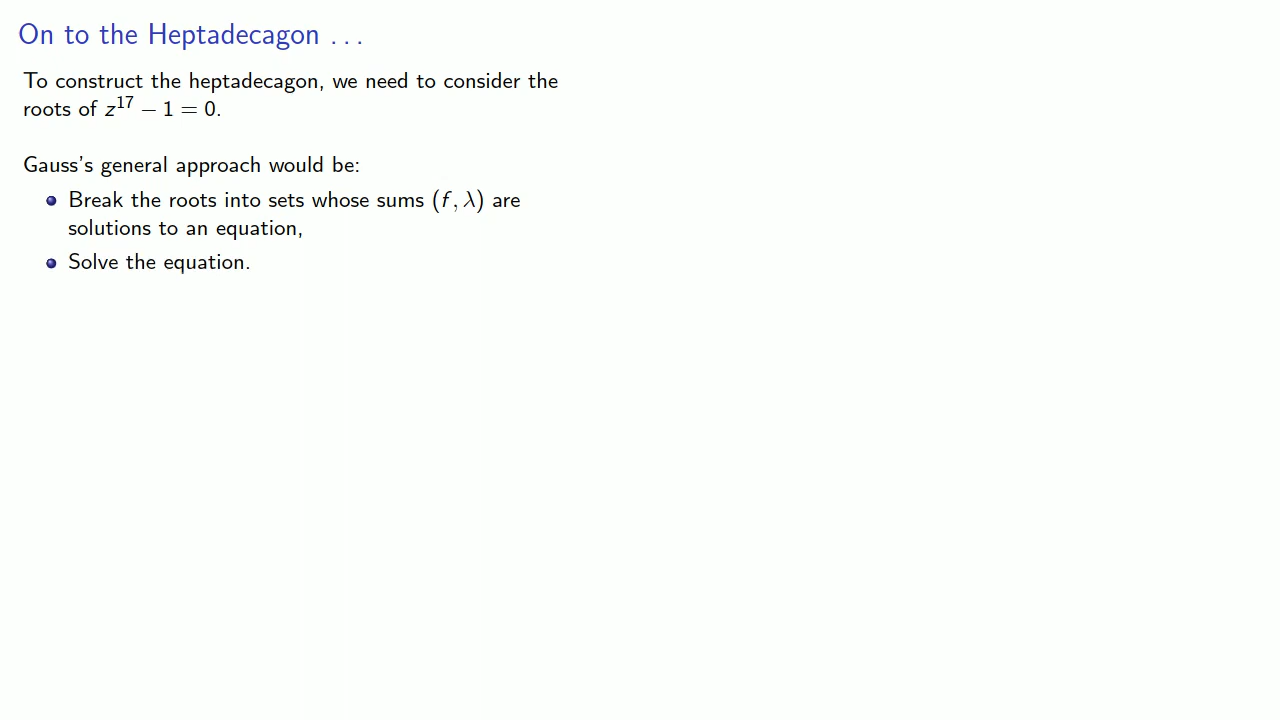 On to the Heptadecagon ...
To construct the heptadecagon, we need to consider the
roots of z^17 − 1 = 0.
Gauss's general approach would be:
Break the roots into sets whose sums (f, λ) are
solutions to an equation,
Solve the equation.